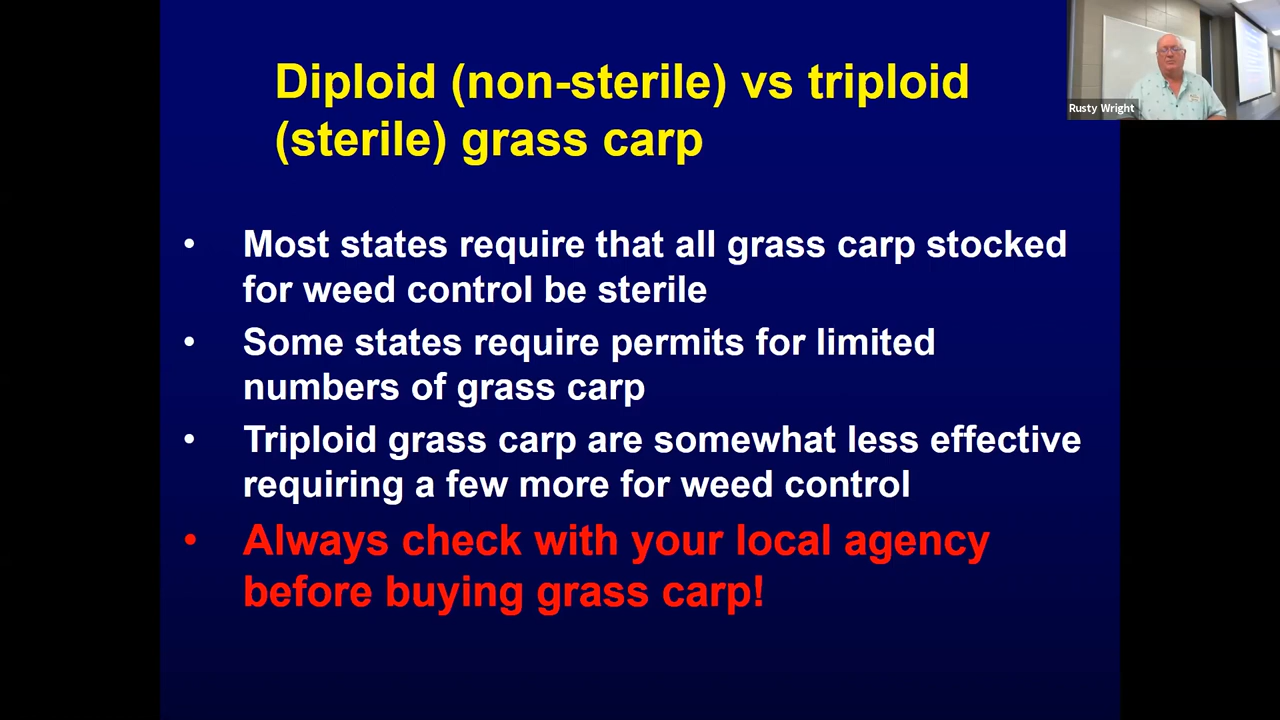 Diploid (non-sterile) vs triploid
(sterile) grass carp
Rusty Wright
• Most states require that all grass carp stocked
for weed control be sterile
• Some states require permits for limited
numbers of grass carp
• Triploid grass carp are somewhat less effective
requiring a few more for weed control
• Always check with your local agency
before buying grass carp!